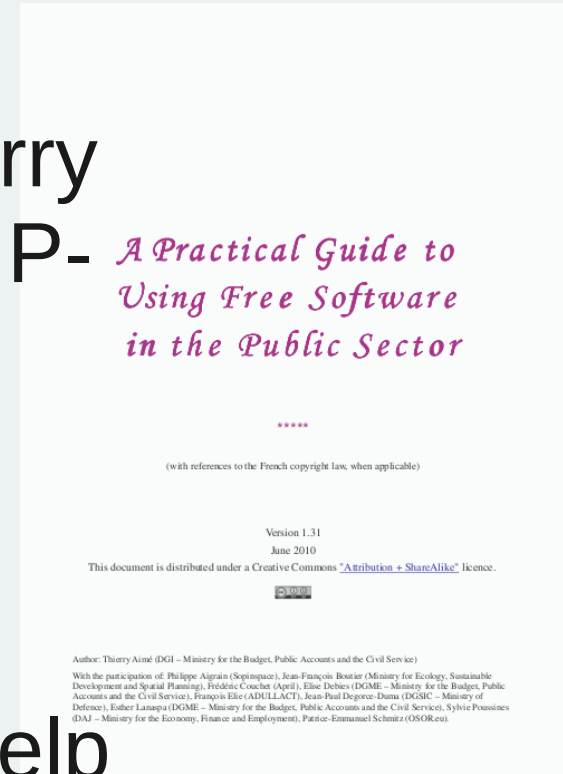 rry
P-
A Practical Guide to
Using Free Software
in the Public Sector
*****
(with references to the French copyright law, when applicable)
Version 1.31
June 2010
This document is distributed under a Creative Commons "Attribution + ShareAlike" licence.
Author: Thierry Aimé (DGI – Ministry for the Budget, Public Accounts and the Civil Service)
With the participation of: Philippe Aigrain (Sopinspace), Jean-François Boutier (Ministry for Ecology, Sustainable
Development and Spatial Planning), Frédéric Couchet (April), Elise Debies (DGME – Ministry for the Budget, Public
Accounts and the Civil Service), François Elie (ADULLACT), Jean-Paul Degorce-Dumas (DGSIC – Ministry of
Defence), Esther Lanaspa (DGME – Ministry for the Budget, Public Accounts and the Civil Service), Sylvie Poussines
(DAJ – Ministry for the Economy, Finance and Employment), Patrice-Emmanuel Schmitz (OSOR.eu).
elp